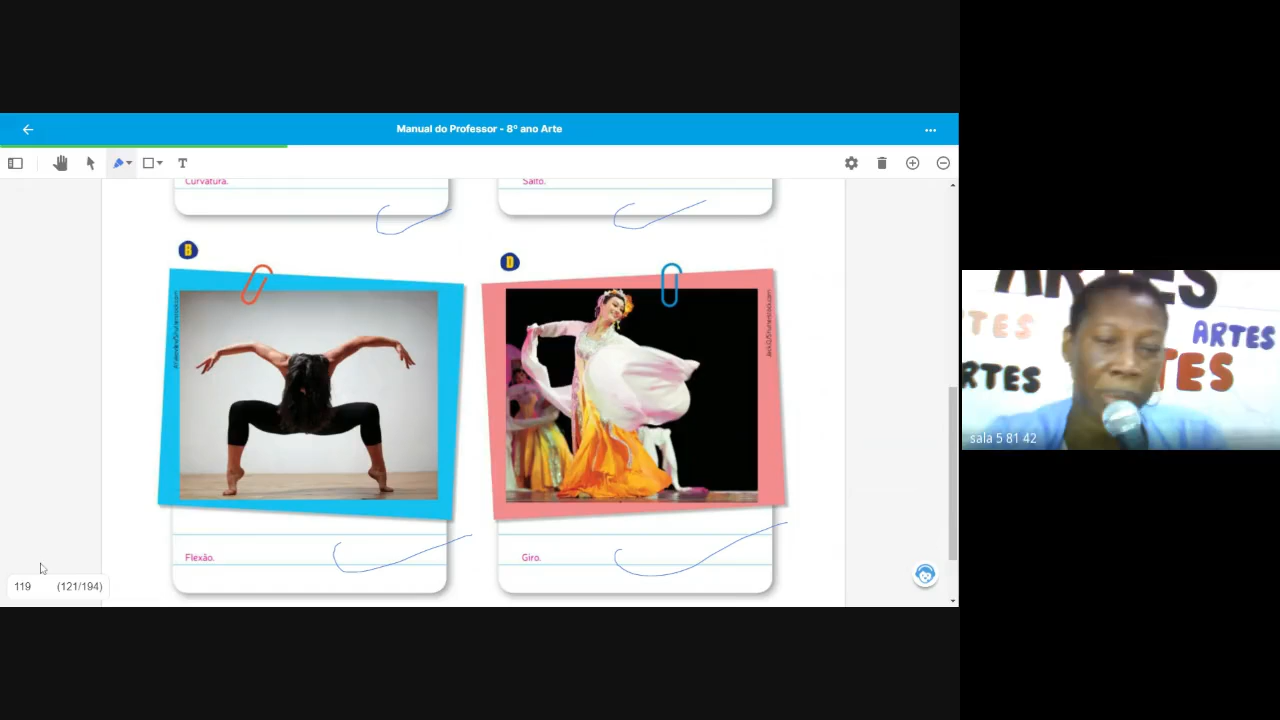 Manual do Professor - 8º ano Arte
T
Curvatura.
Salto.
B
D
Flexão.
Giro.
119 (121/194)
ARTES
ARTES
ARTES
sala 5 81 42